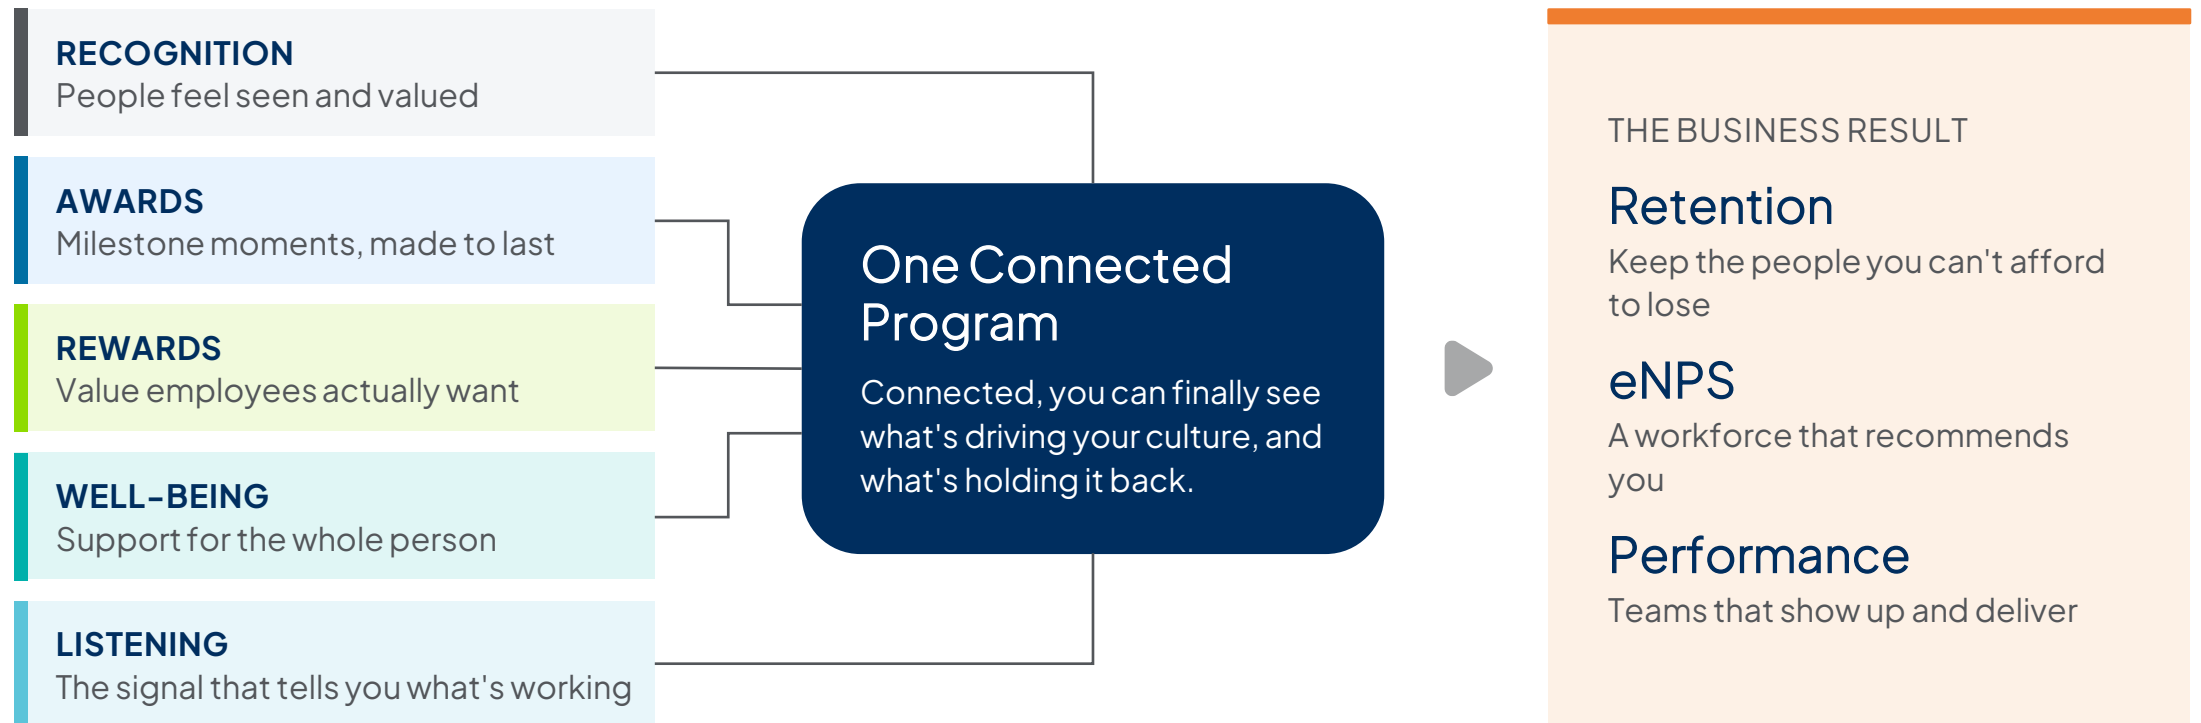 RECOGNITION
People feel seen and valued
AWARDS
Milestone moments, made to last
REWARDS
Value employees actually want
WELL-BEING
Support for the whole person
LISTENING
The signal that tells you what's working
One Connected
Program
Connected, you can finally see
what's driving your culture, and
what's holding it back.
THE BUSINESS RESULT
Retention
Keep the people you can't afford
to lose
eNPS
A workforce that recommends
you
Performance
Teams that show up and deliver